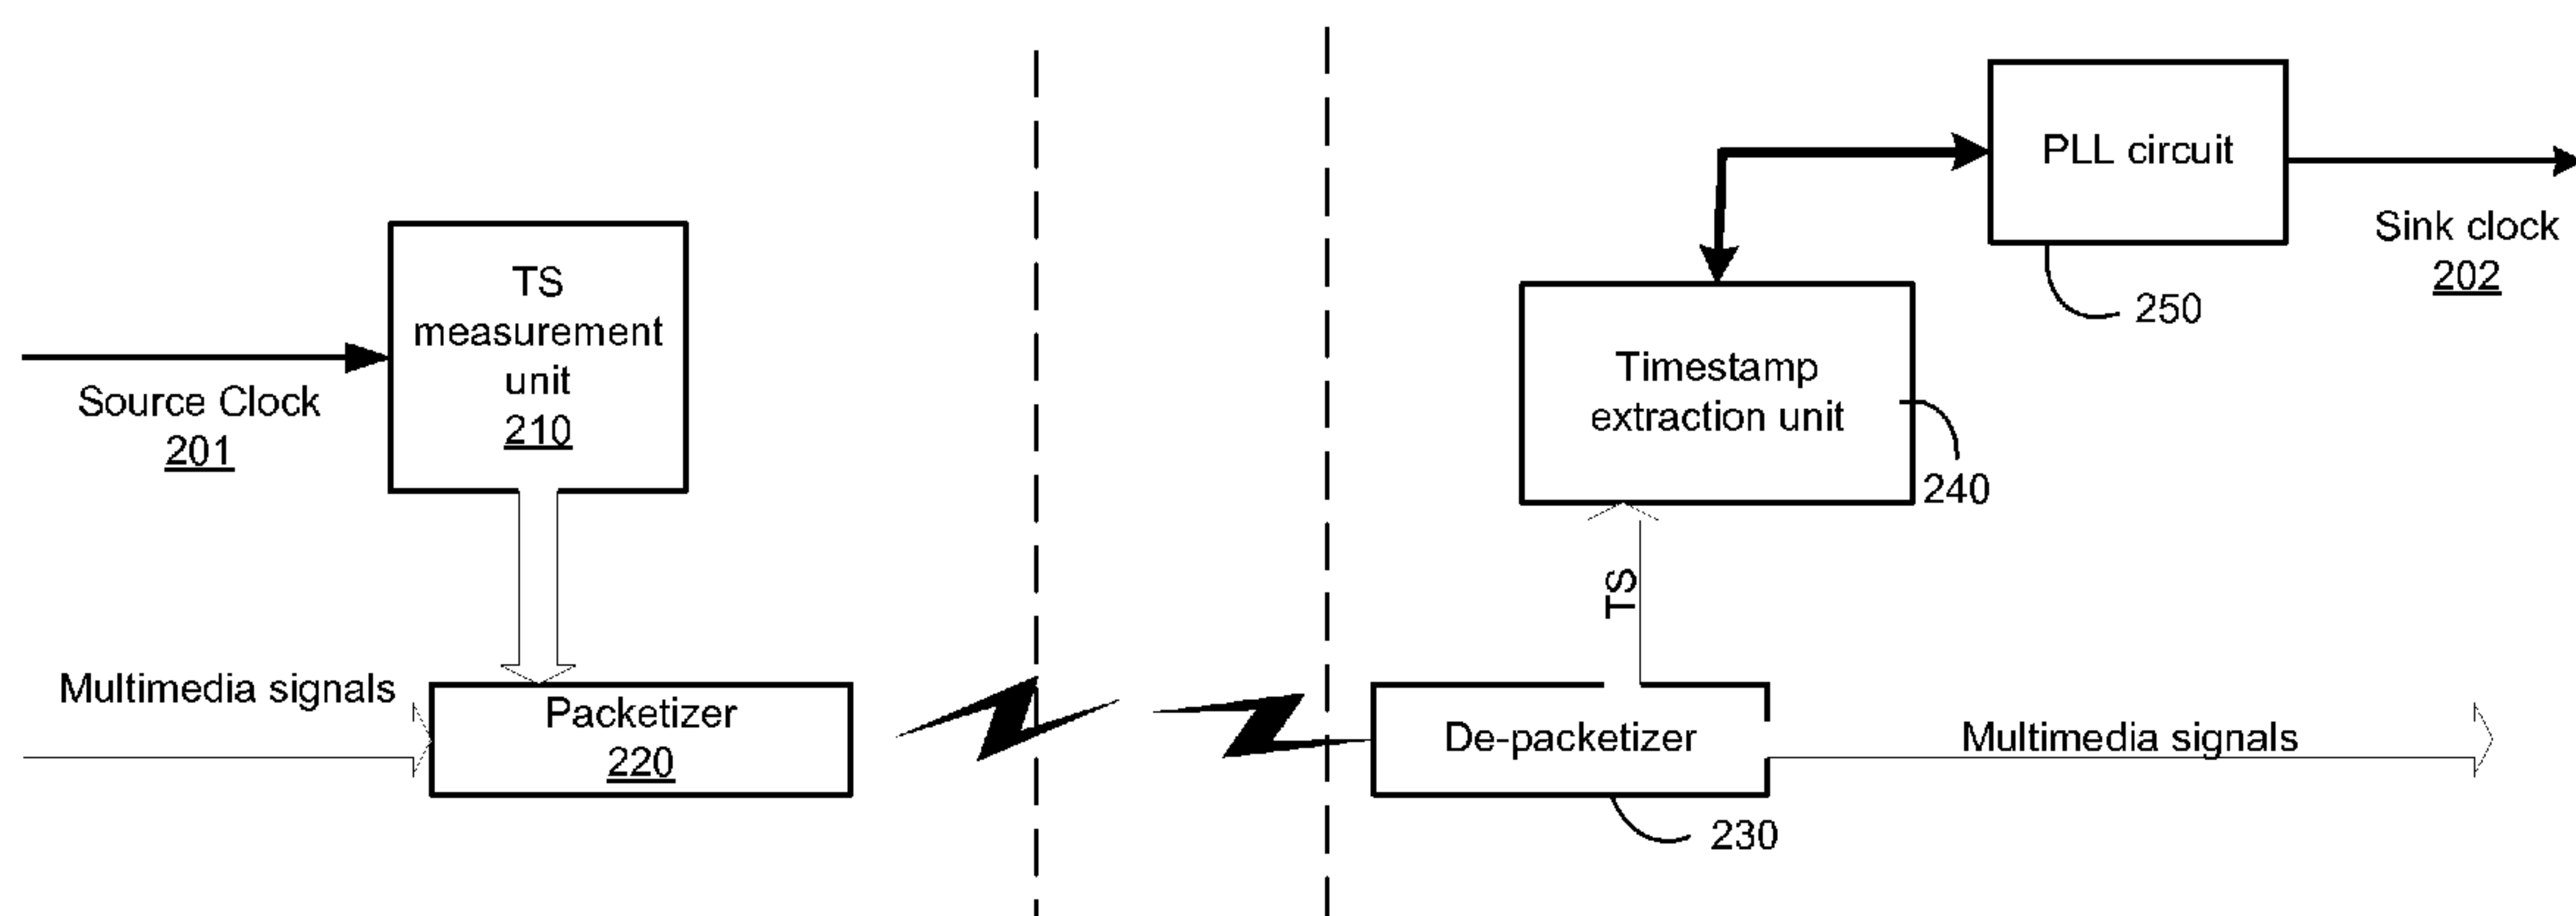 Source Clock
201
TS
measurement
unit
210
Multimedia signals
Packetizer
220
PLL circuit
250
Sink clock
202
Timestamp
extraction unit
240
TS
De-packetizer
230
Multimedia signals